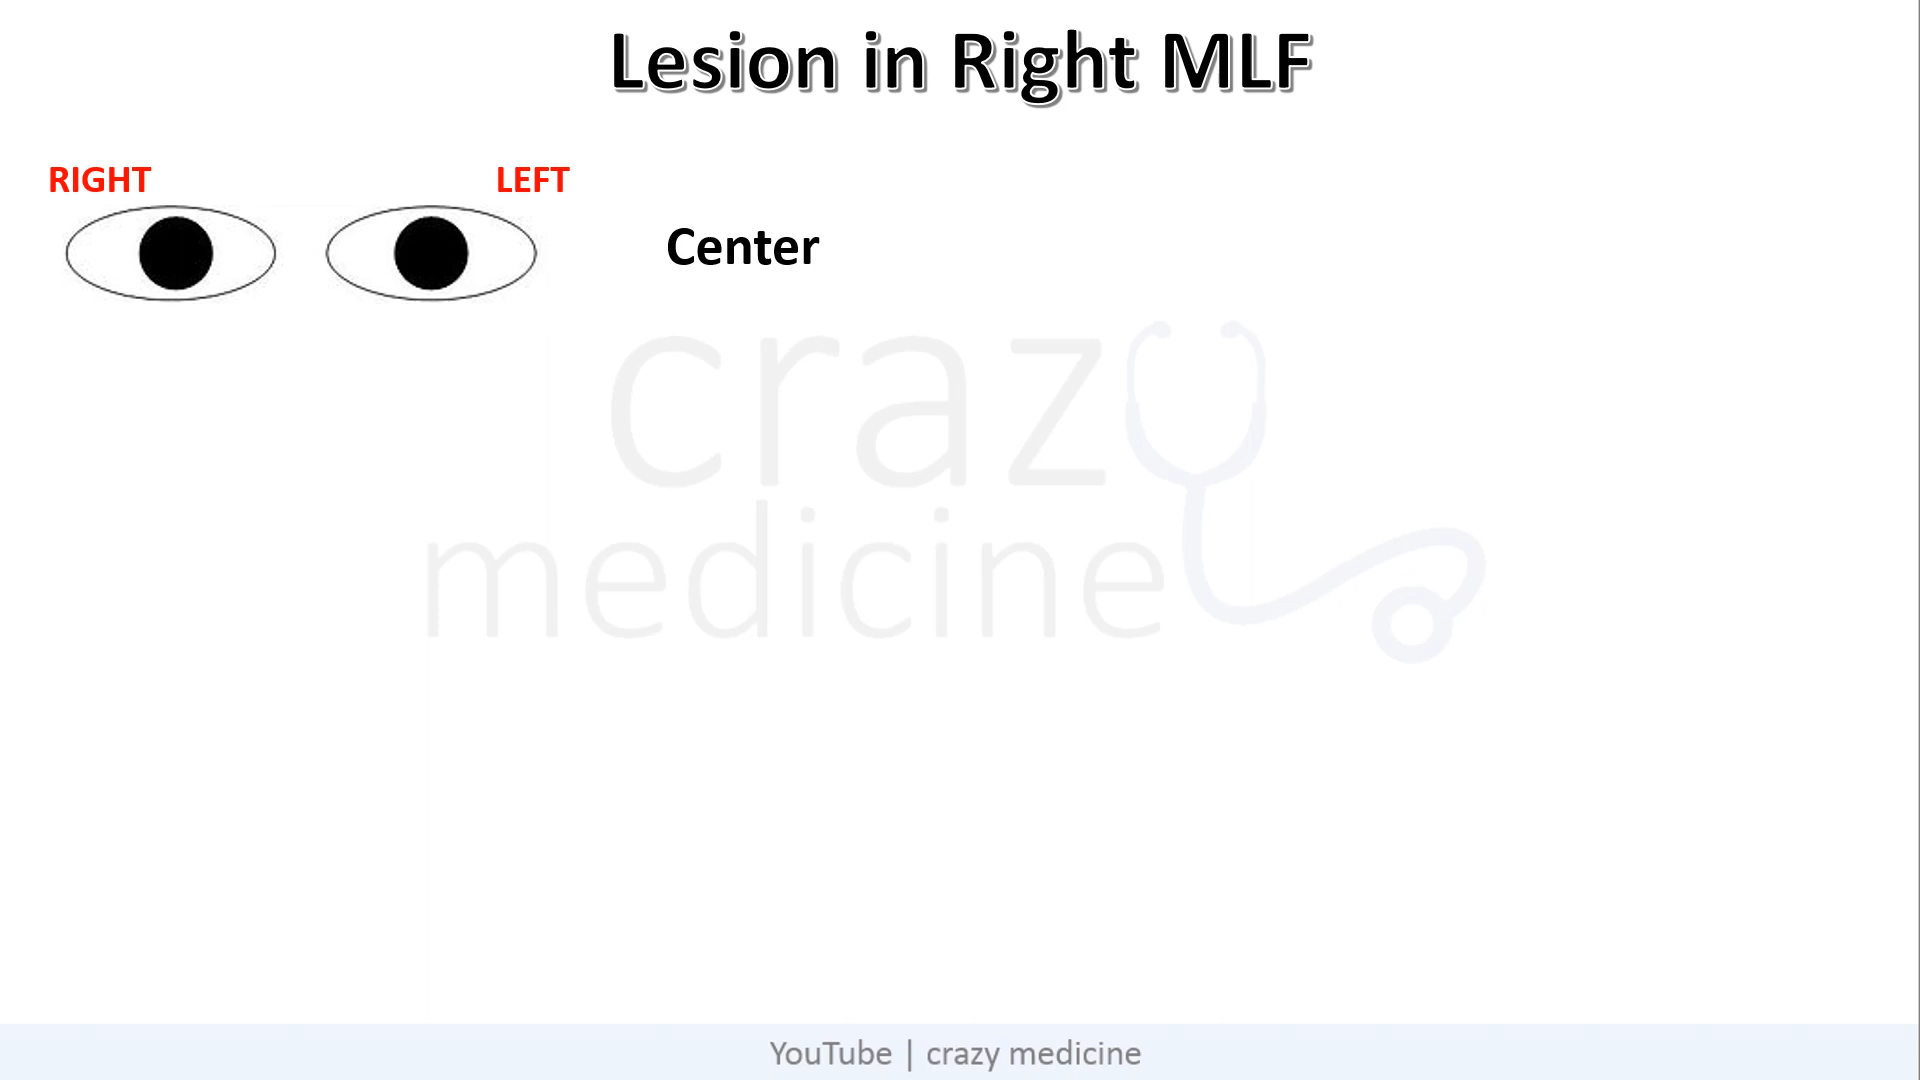 Lesion in Right MLF
RIGHT LEFT
Center
crazy
medicine
YouTube | crazy medicine